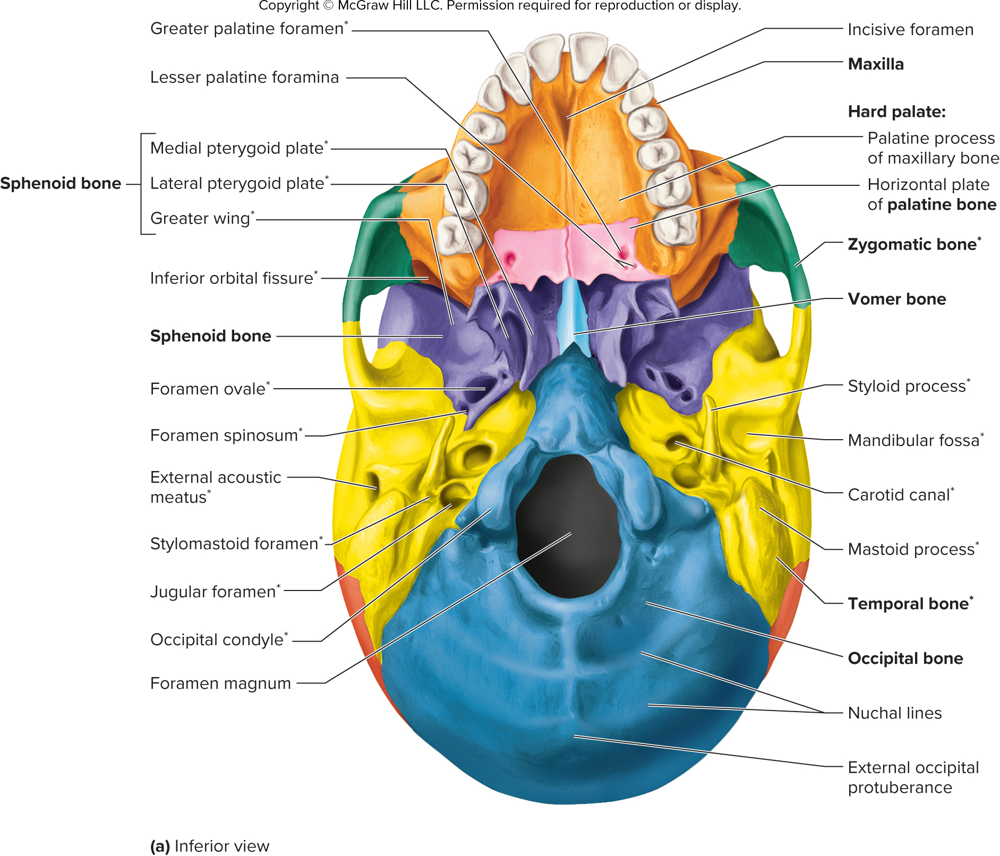 Copyright © McGraw Hill LLC. Permission required for reproduction or display.
Greater palatine foramen*
Lesser palatine foramina
Medial pterygoid plate*
Sphenoid bone
Lateral pterygoid plate*
Greater wing*
Inferior orbital fissure*
Sphenoid bone
Foramen ovale*
Foramen spinosum*
External acoustic
meatus*
Stylomastoid foramen*
Jugular foramen*
Occipital condyle*
Foramen magnum
Incisive foramen
Maxilla
Hard palate:
Palatine process
of maxillary bone
Horizontal plate
of palatine bone
Zygomatic bone*
Vomer bone
Styloid process*
Mandibular fossa*
Carotid canal*
Mastoid process*
Temporal bone*
Occipital bone
Nuchal lines
External occipital
protuberance
(a) Inferior view